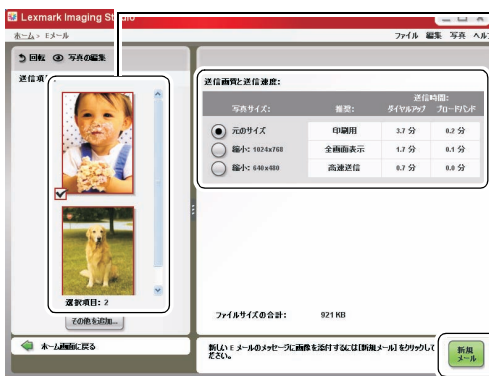 Lexmark Imaging St
ホーム > Eメール
ファイル 編集 写真 ヘル
回転 写真の編集
送信項
送信画質と送信速度:
送信時間:
写真サイズ: 推奨: ダイヤルアップ ブロードバンド
元のサイズ 印刷用 3.7 分 0.2 分
縮小: 1024x768 全画面表示 1.7 分 0.1 分
縮小: 640x480 高速送信 0.7 分 0.0 分
選択項目: 2
その他を追加...
ファイルサイズの合計: 921 KB
ホーム画面に戻る
新しい E メールのメッセージに画像を添付するには[新規メール] をクリックして
ださい。
新規
メール